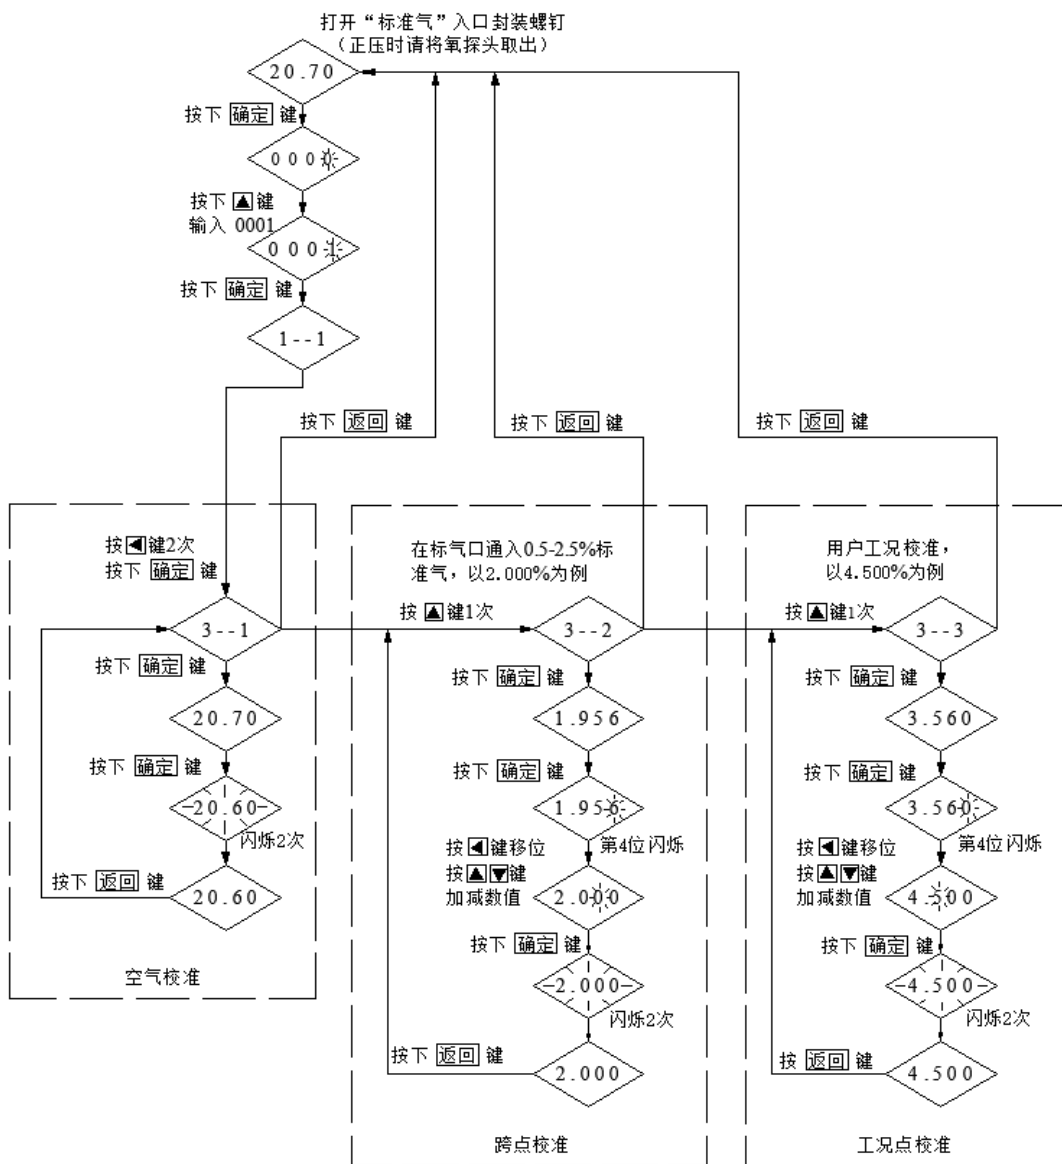 打开“标准气”入口封装螺钉
（正压时请将氧探头取出）
20.70
按下 确定 键
0000
按下 ▲ 键
输入 0001
0001
按下 确定 键
1--1
按下 返回 键
按下 返回 键
按下 返回 键
按◀键2次
按下 确定 键
3--1
按下 确定 键
20.70
按下 确定 键
20.60
闪烁2次
按下 返回 键
20.60
空气校准
在标气口通入0.5-2.5%标
准气，以2.000%为例
按▲键1次
3--2
按下 确定 键
1.956
按下 确定 键
1.956
第4位闪烁
按◀键移位
按▲▼键
加减数值
2.000
按下 确定 键
2.000
闪烁2次
按下 返回 键
2.000
跨点校准
用户工况校准，
以4.500%为例
按▲键1次
3--3
按下 确定 键
3.560
按下 确定 键
3.560
第4位闪烁
按◀键移位
按▲▼键
加减数值
4.500
按下 确定 键
4.500
闪烁2次
按 返回 键
4.500
工况点校准